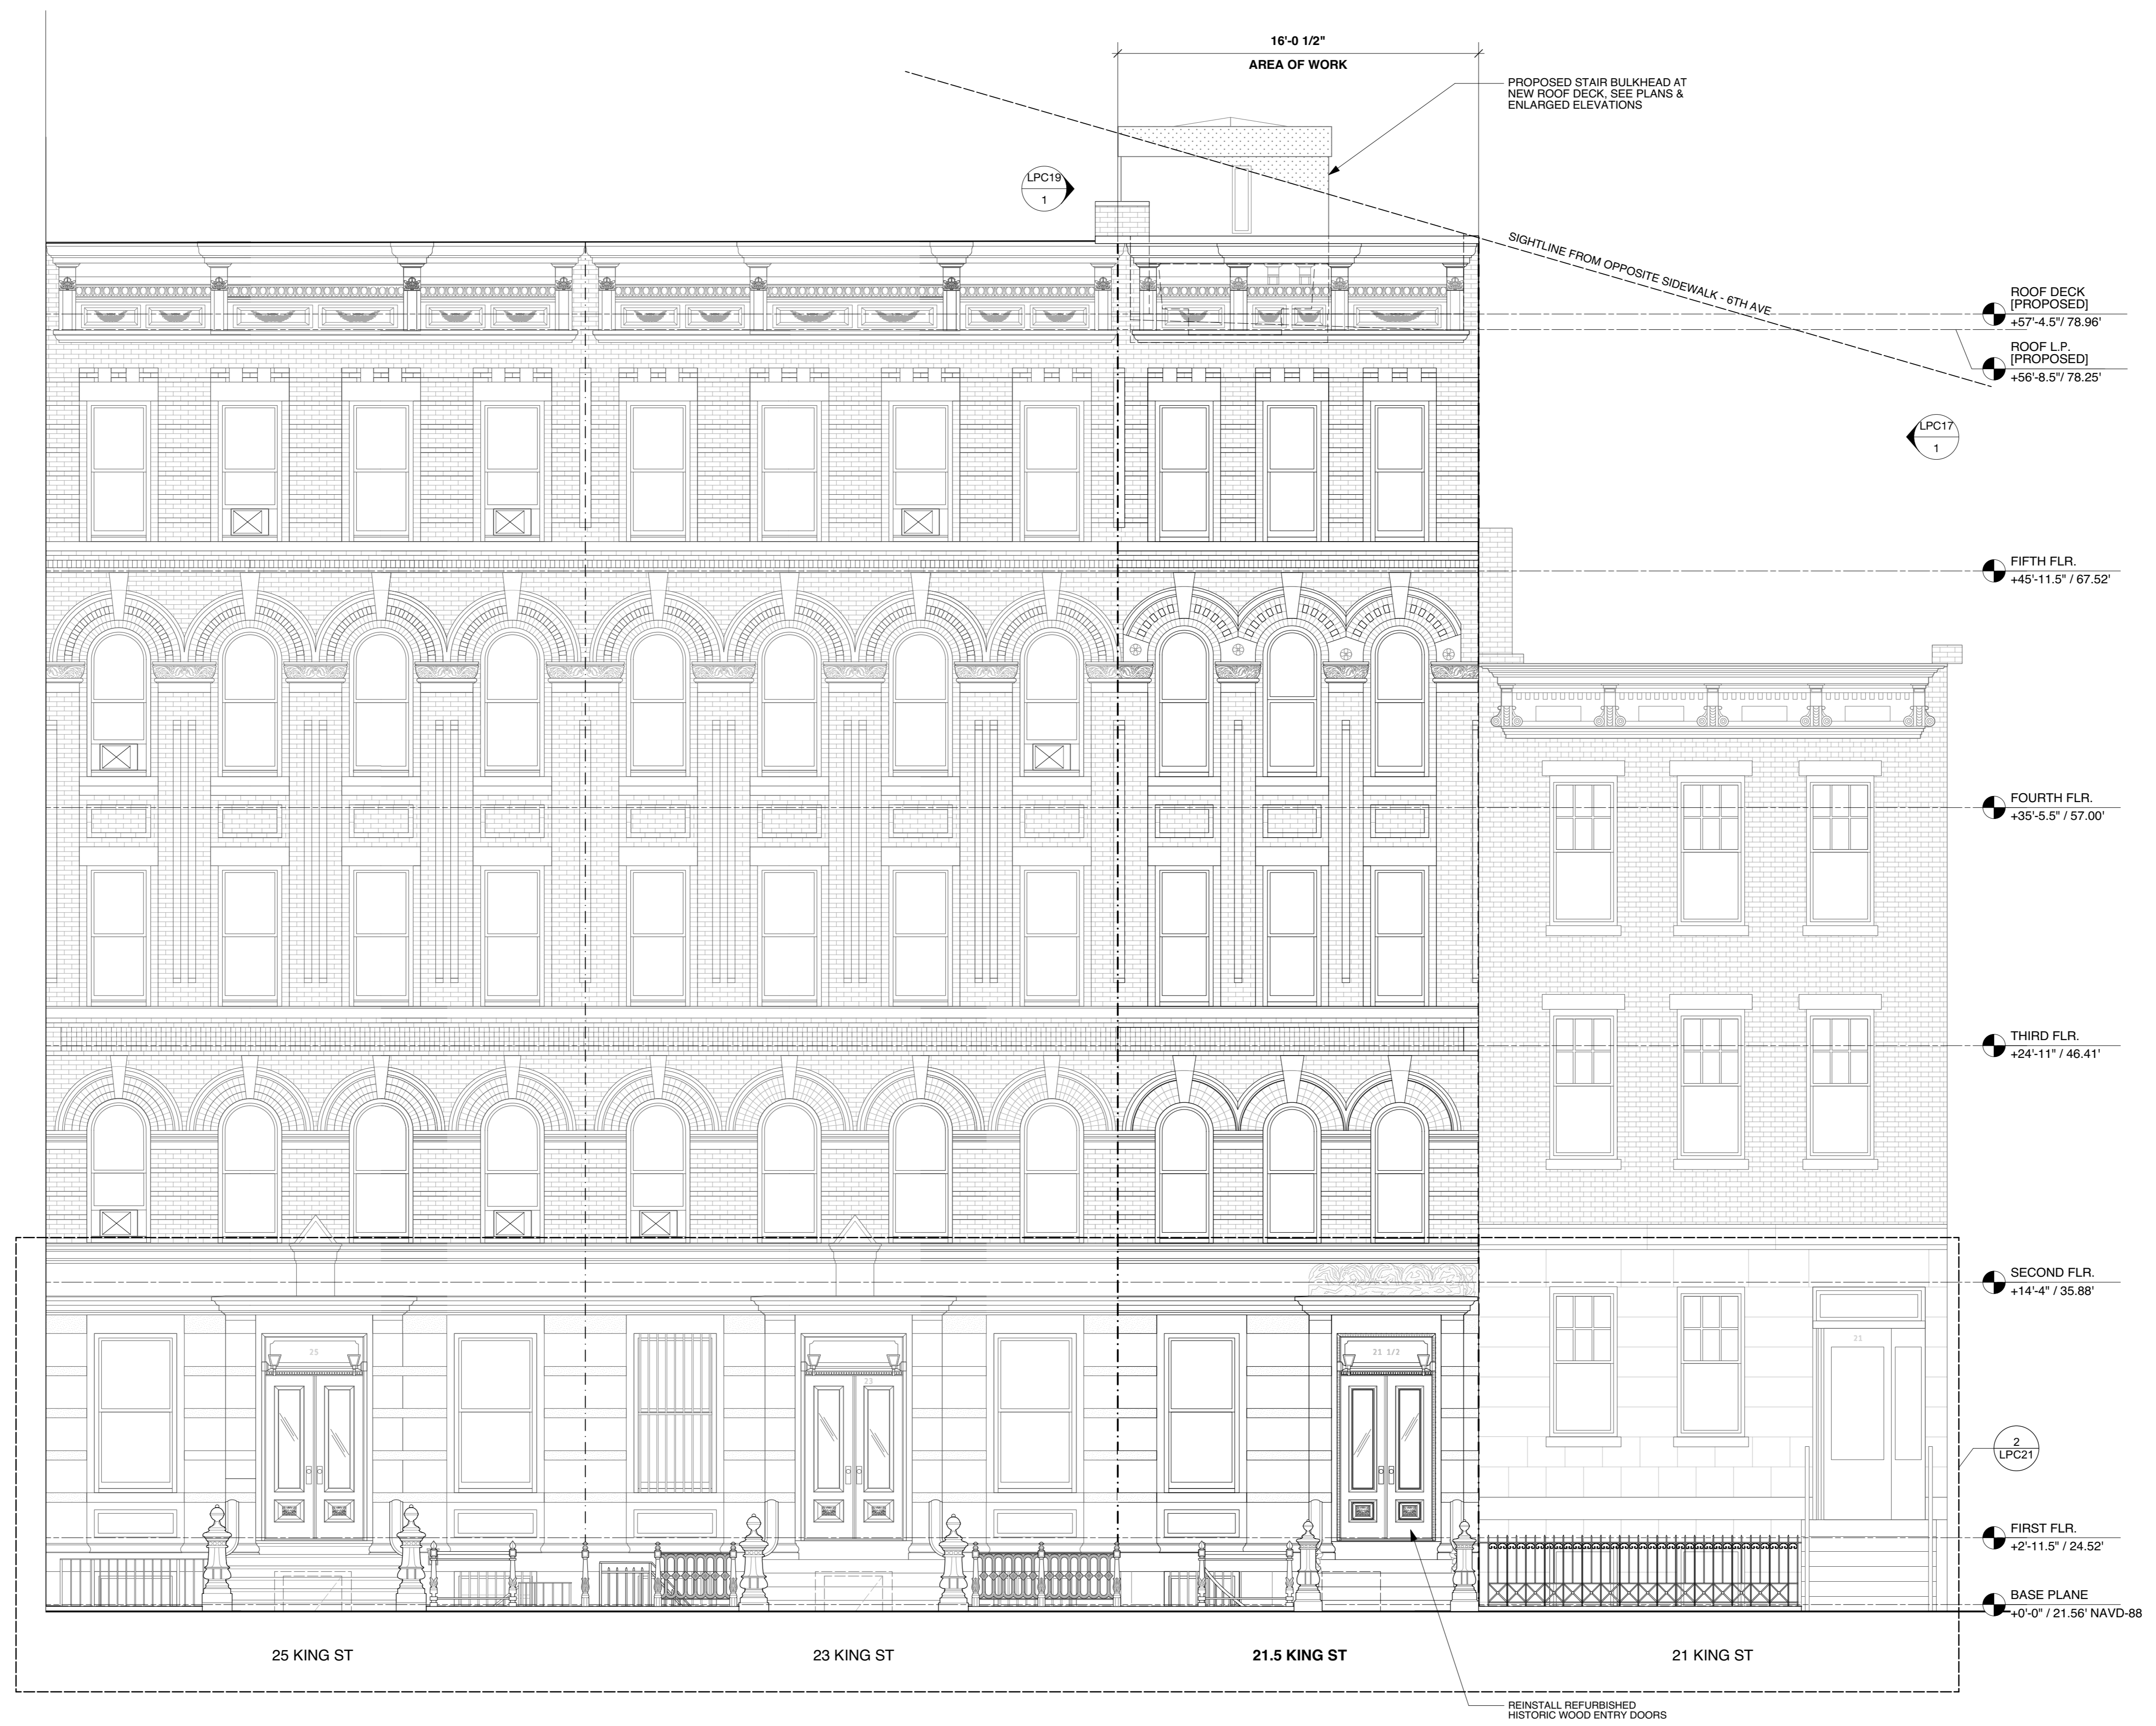 16'-0 1/2"
AREA OF WORK
PROPOSED STAIR BULKHEAD AT
NEW ROOF DECK, SEE PLANS &
ENLARGED ELEVATIONS
LPC19
1
SIGHTLINE FROM OPPOSITE SIDEWALK - 6TH AVE
ROOF DECK
[PROPOSED]
+57'-4.5"/ 78.96'
ROOF L.P.
[PROPOSED]
+56'-8.5"/ 78.25'
LPC17
1
FIFTH FLR.
+45'-11.5" / 67.52'
FOURTH FLR.
+35'-5.5" / 57.00'
THIRD FLR.
+24'-11" / 46.41'
SECOND FLR.
+14'-4" / 35.88'
25
23
21 1/2
21
2
LPC21
FIRST FLR.
+2'-11.5" / 24.52'
BASE PLANE
+0'-0" / 21.56' NAVD-88
25 KING ST
23 KING ST
21.5 KING ST
21 KING ST
REINSTALL REFURBISHED
HISTORIC WOOD ENTRY DOORS